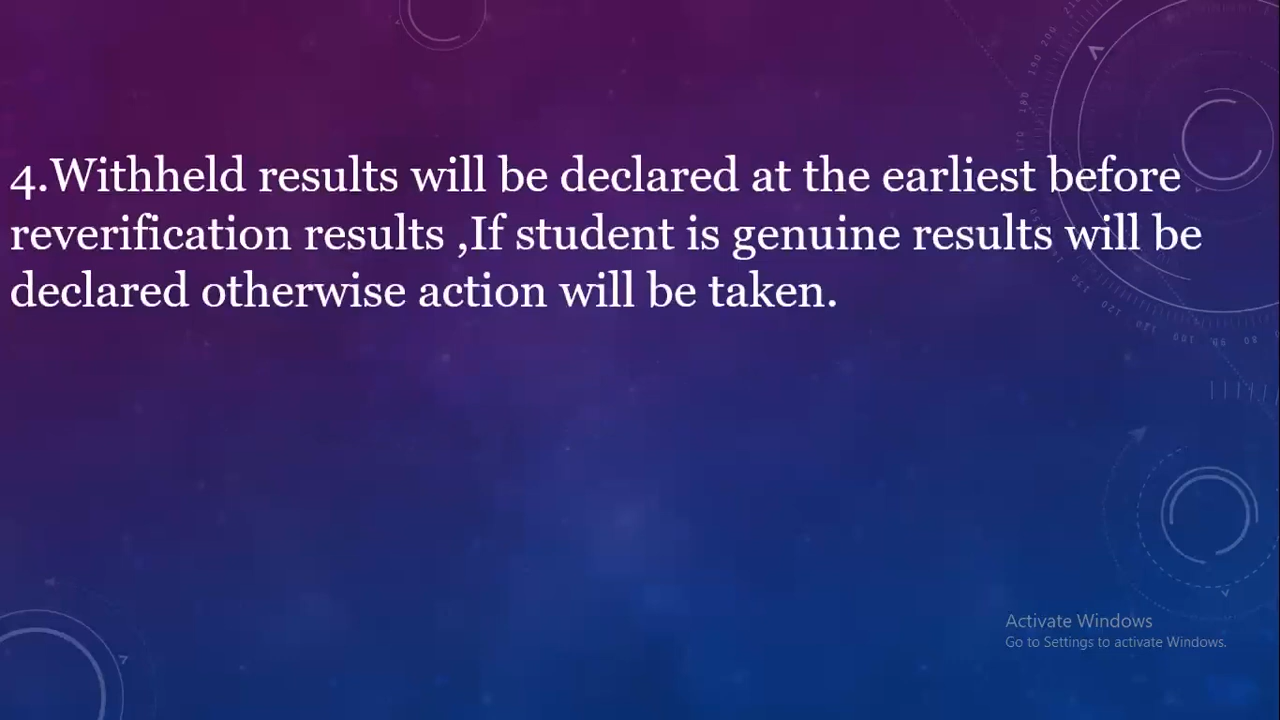 4.Withheld results will be declared at the earliest before
reverification results ,If student is genuine results will be
declared otherwise action will be taken.
Activate Windows
Go to Settings to activate Windows.